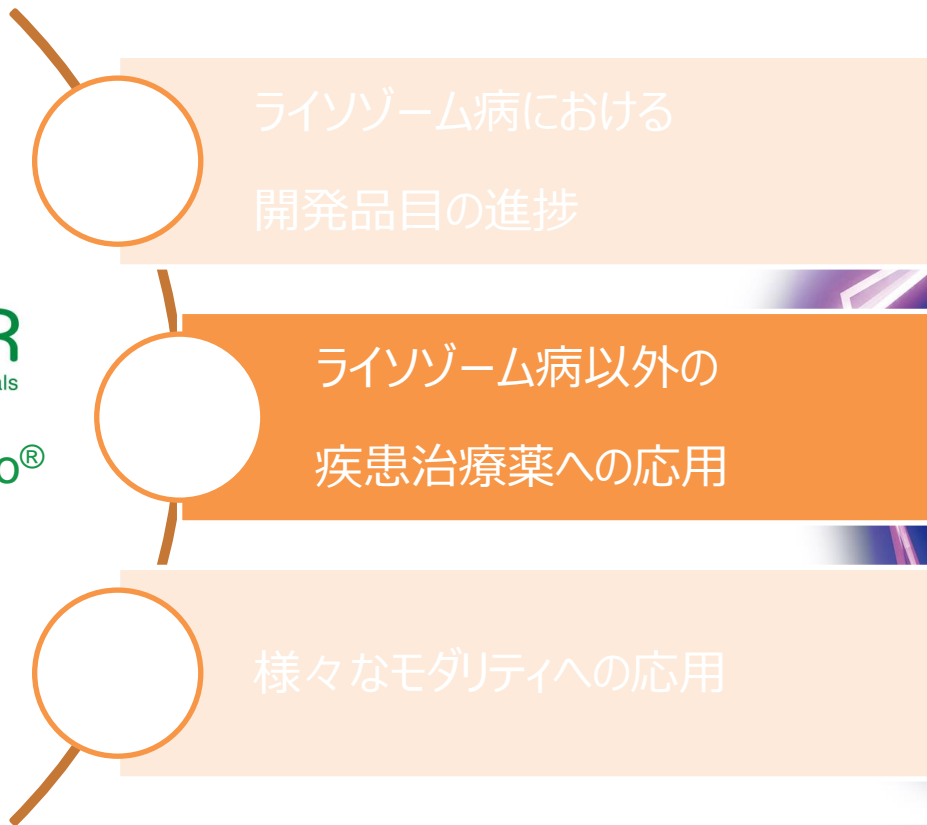 ライソゾーム病における
開発品目の進捗
R
als
o®
ライソゾーム病以外の
疾患治療薬への応用
様々なモダリティへの応用